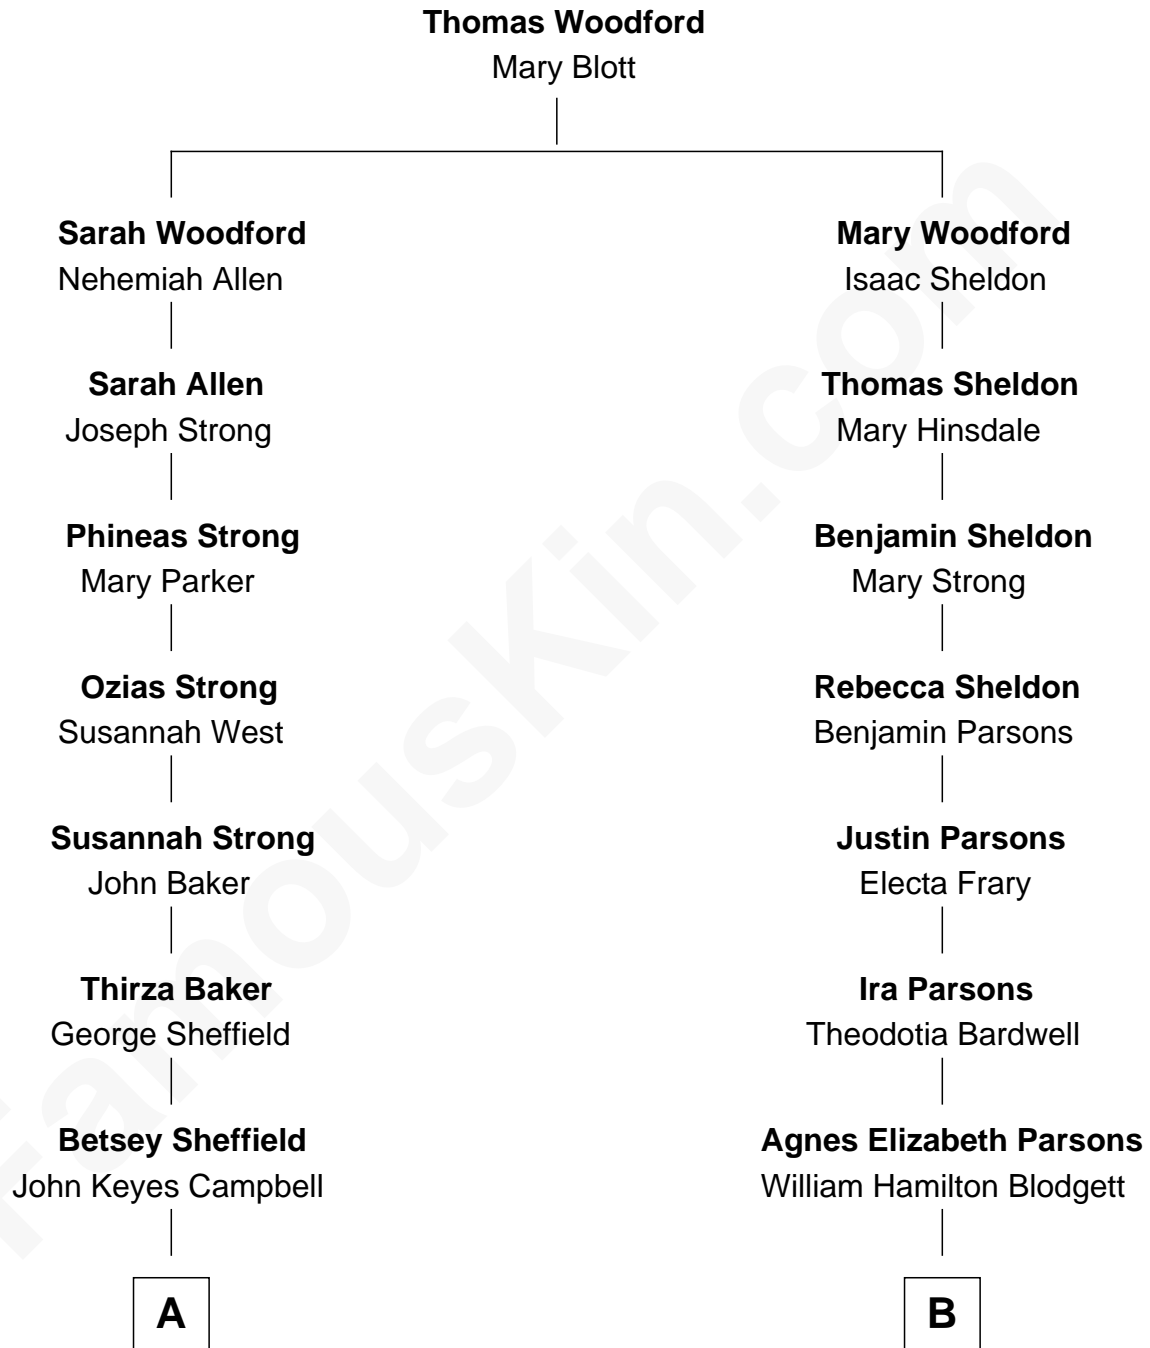 Thomas Woodford
Mary Blott
Sarah Woodford
Nehemiah Allen
Mary Woodford
Isaac Sheldon
Sarah Allen
Joseph Strong
Thomas Sheldon
Mary Hinsdale
Phineas Strong
Mary Parker
Benjamin Sheldon
Mary Strong
Ozias Strong
Susannah West
Rebecca Sheldon
Benjamin Parsons
Susannah Strong
John Baker
Justin Parsons
Electa Frary
Thirza Baker
George Sheffield
Ira Parsons
Theodotia Bardwell
Betsey Sheffield
John Keyes Campbell
Agnes Elizabeth Parsons
William Hamilton Blodgett
A
B
FamousKin.com